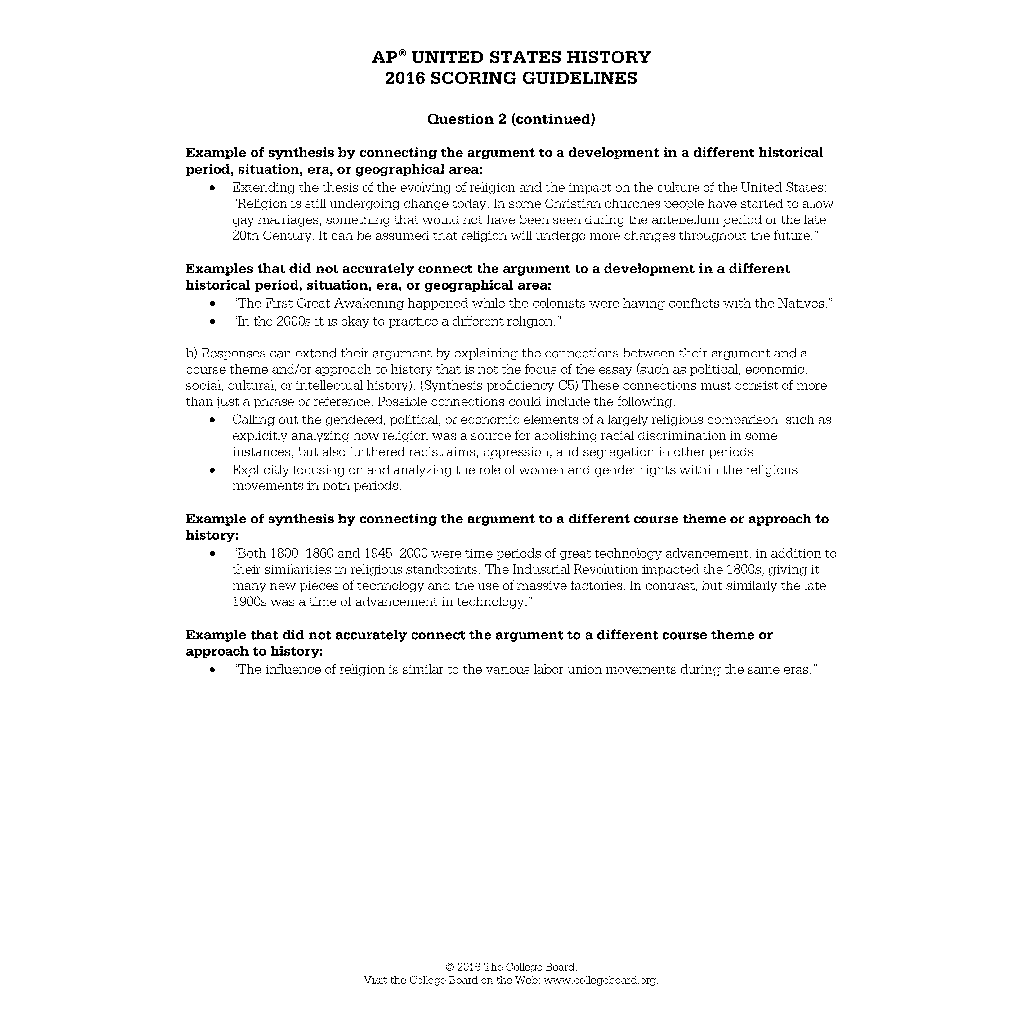 AP® UNITED STATES HISTORY
2016 SCORING GUIDELINES
Question 2 (continued)
Example of synthesis by connecting the argument to a development in a different historical
period, situation, era, or geographical area:
• Extending the thesis of the evolving of religion and the impact on the culture of the United States:
“Religion is still undergoing change today. In some Christian churches people have started to allow
gay marriages, something that would not have been seen during the antebellum period or the late
20th Century. It can be assumed that religion will undergo more changes throughout the future.”
Examples that did not accurately connect the argument to a development in a different
historical period, situation, era, or geographical area:
• “The First Great Awakening happened while the colonists were having conflicts with the Natives.”
• “In the 2000s it is okay to practice a different religion.”
b) Responses can extend their argument by explaining the connections between their argument and a
course theme and/or approach to history that is not the focus of the essay (such as political, economic,
social, cultural, or intellectual history). (Synthesis proficiency C5) These connections must consist of more
than just a phrase or reference. Possible connections could include the following:
• Calling out the gendered, political, or economic elements of a largely religious comparison, such as
explicitly analyzing how religion was a source for abolishing racial discrimination in some
instances, but also furthered racist aims, oppression, and segregation in other periods
• Explicitly focusing on and analyzing the role of women and gender rights within the religious
movements in both periods.
Example of synthesis by connecting the argument to a different course theme or approach to
history:
• “Both 1800–1860 and 1945–2000 were time periods of great technology advancement, in addition to
their similarities in religious standpoints. The Industrial Revolution impacted the 1800s, giving it
many new pieces of technology and the use of massive factories. In contrast, but similarly the late
1900s was a time of advancement in technology.”
Example that did not accurately connect the argument to a different course theme or
approach to history:
• “The influence of religion is similar to the various labor union movements during the same eras.”
© 2016 The College Board.
Visit the College Board on the Web: www.collegeboard.org.